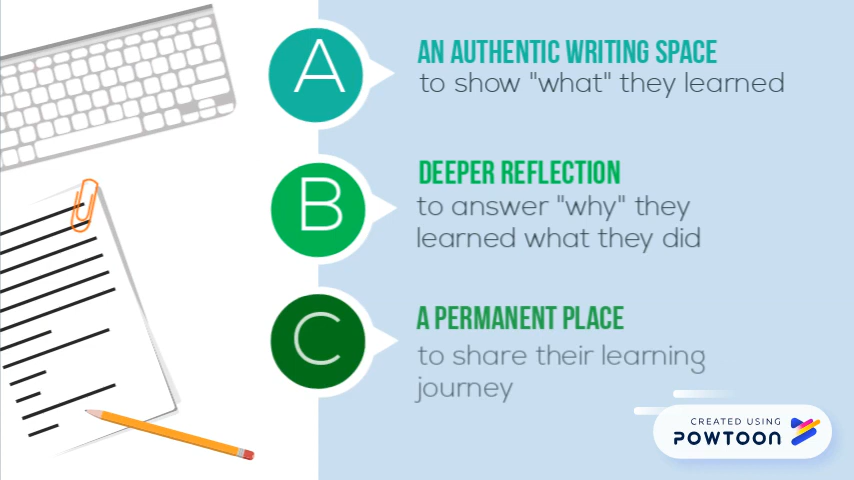 A
AN AUTHENTIC WRITING SPACE
to show "what" they learned
B
DEEPER REFLECTION
to answer "why" they
learned what they did
C
A PERMANENT PLACE
to share their learning
journey
CREATED USING
POWTOON